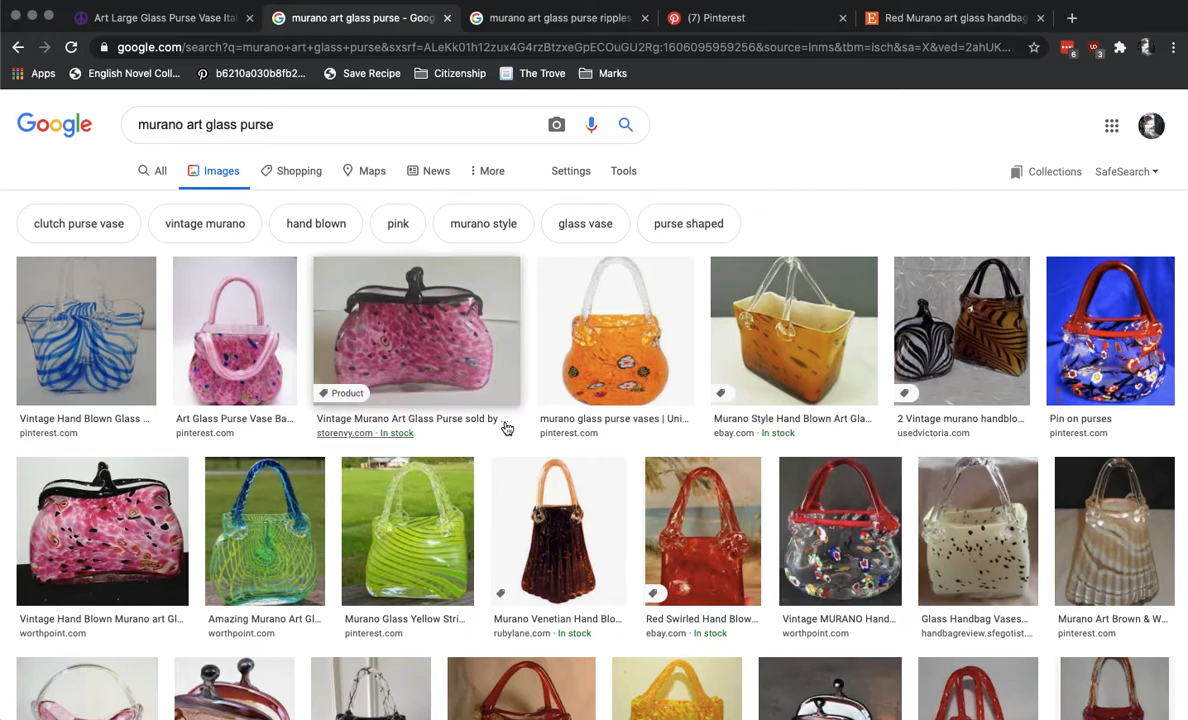 Art Large Glass Purse Vase Ital
murano art glass purse - Goog
murano art glass purse ripples
(7) Pinterest
Red Murano art glass handbag
google.com/search?q=murano+art+glass+purse&sxsrf=ALeKk01h12zux4G4rzBtzxeGpECOuGU2Rg:1606095959256&source=lnms&tbm=isch&sa=X&ved=2ahUK...
6
3
Apps
English Novel Coll...
b6210a030b8fb2...
Save Recipe
Citizenship
The Trove
Marks
Google
murano art glass purse
All
Images
Shopping
Maps
News
More
Settings
Tools
Collections
SafeSearch
clutch purse vase
vintage murano
hand blown
pink
murano style
glass vase
purse shaped
Product
Vintage Hand Blown Glass ...
pinterest.com
Art Glass Purse Vase Ba...
pinterest.com
Vintage Murano Art Glass Purse sold by ...
storenvy.com · In stock
murano glass purse vases | Uni...
pinterest.com
Murano Style Hand Blown Art Gla...
ebay.com · In stock
2 Vintage murano handblo...
usedvictoria.com
Pin on purses
pinterest.com
Vintage Hand Blown Murano art Gl...
worthpoint.com
Amazing Murano Art Gl...
worthpoint.com
Murano Glass Yellow Stri...
pinterest.com
Murano Venetian Hand Blo...
rubylane.com · In stock
Red Swirled Hand Blow...
ebay.com · In stock
Vintage MURANO Hand...
worthpoint.com
Glass Handbag Vases...
handbagreview.sfegotist....
Murano Art Brown & W...
pinterest.com